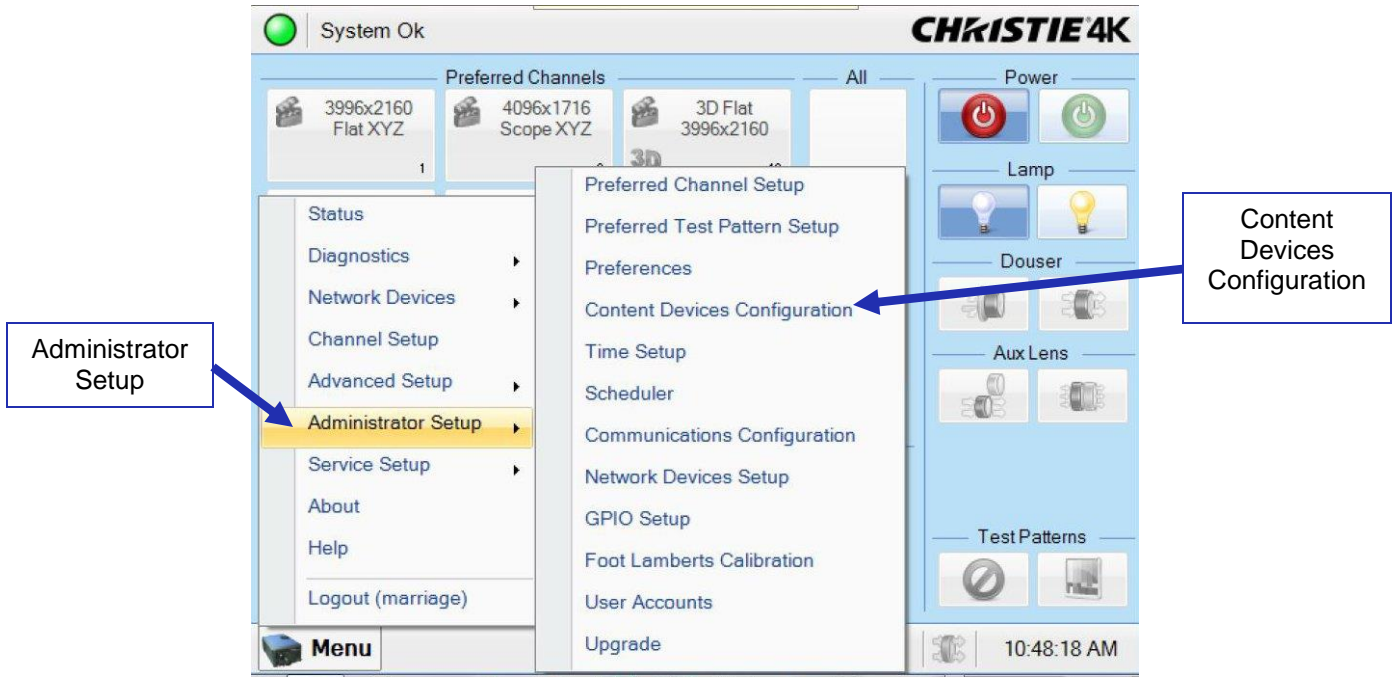 System Ok
CHRISTIE 4K
Preferred Channels
All
Power
3996x2160
Flat XYZ
1
4096x1716
Scope XYZ
3D Flat
3996x2160
3D
Lamp
Douser
Aux Lens
Test Patterns
Status
Diagnostics
Network Devices
Channel Setup
Advanced Setup
Administrator Setup
Service Setup
About
Help
Logout (marriage)
Menu
Preferred Channel Setup
Preferred Test Pattern Setup
Preferences
Content Devices Configuration
Time Setup
Scheduler
Communications Configuration
Network Devices Setup
GPIO Setup
Foot Lamberts Calibration
User Accounts
Upgrade
10:48:18 AM
Administrator
Setup
Content
Devices
Configuration